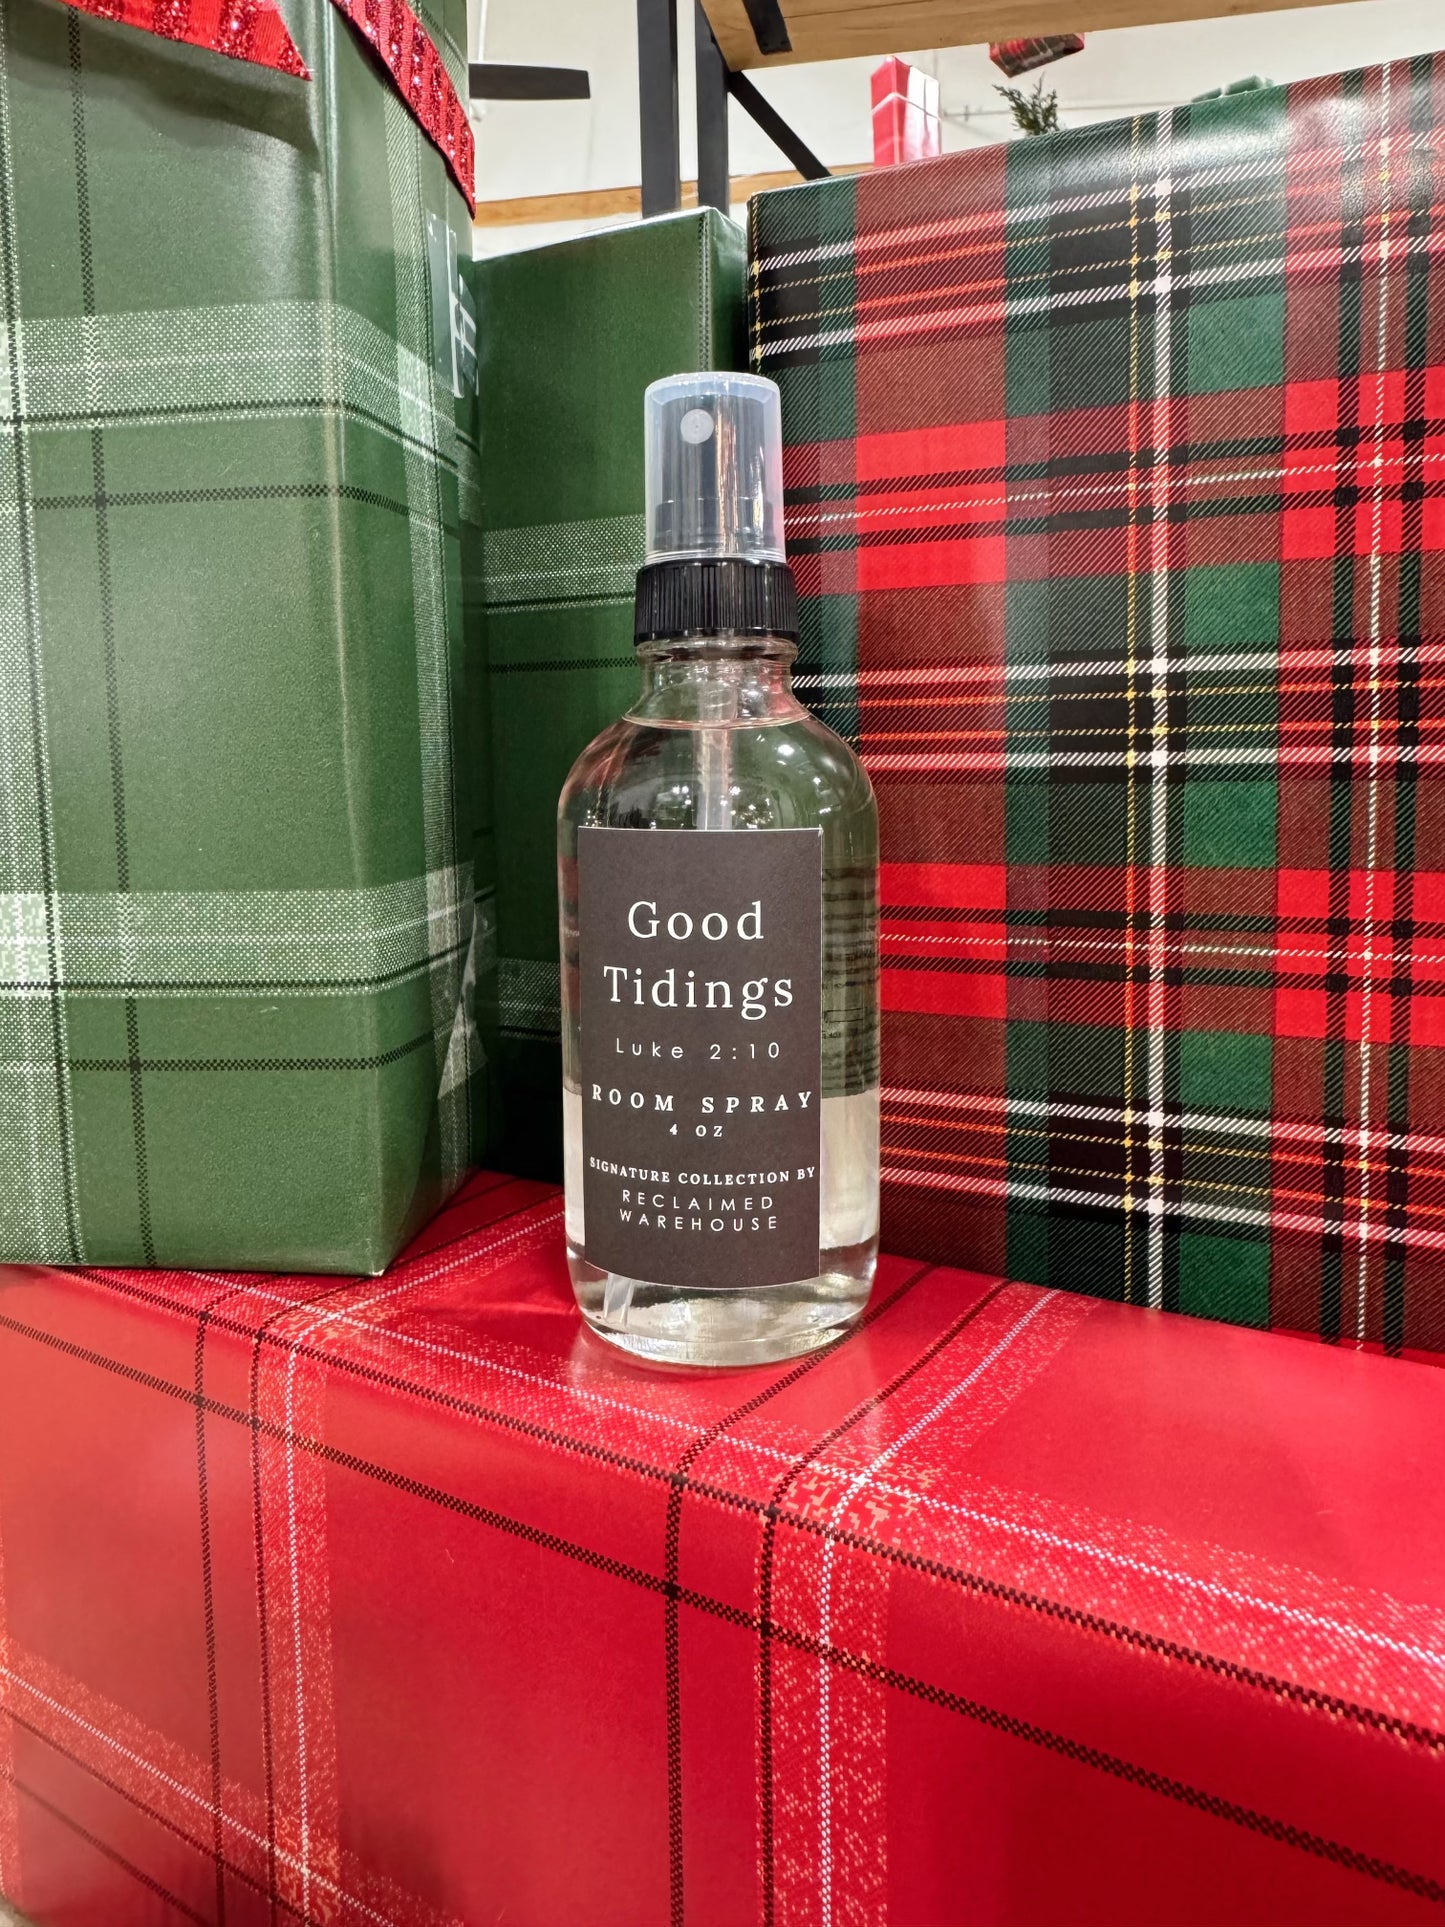 Good
Tidings
Luke 2:10
ROOM SPRAY
4 OZ
SIGNATURE COLLECTION BY
RECLAIMED
WAREHOUSE